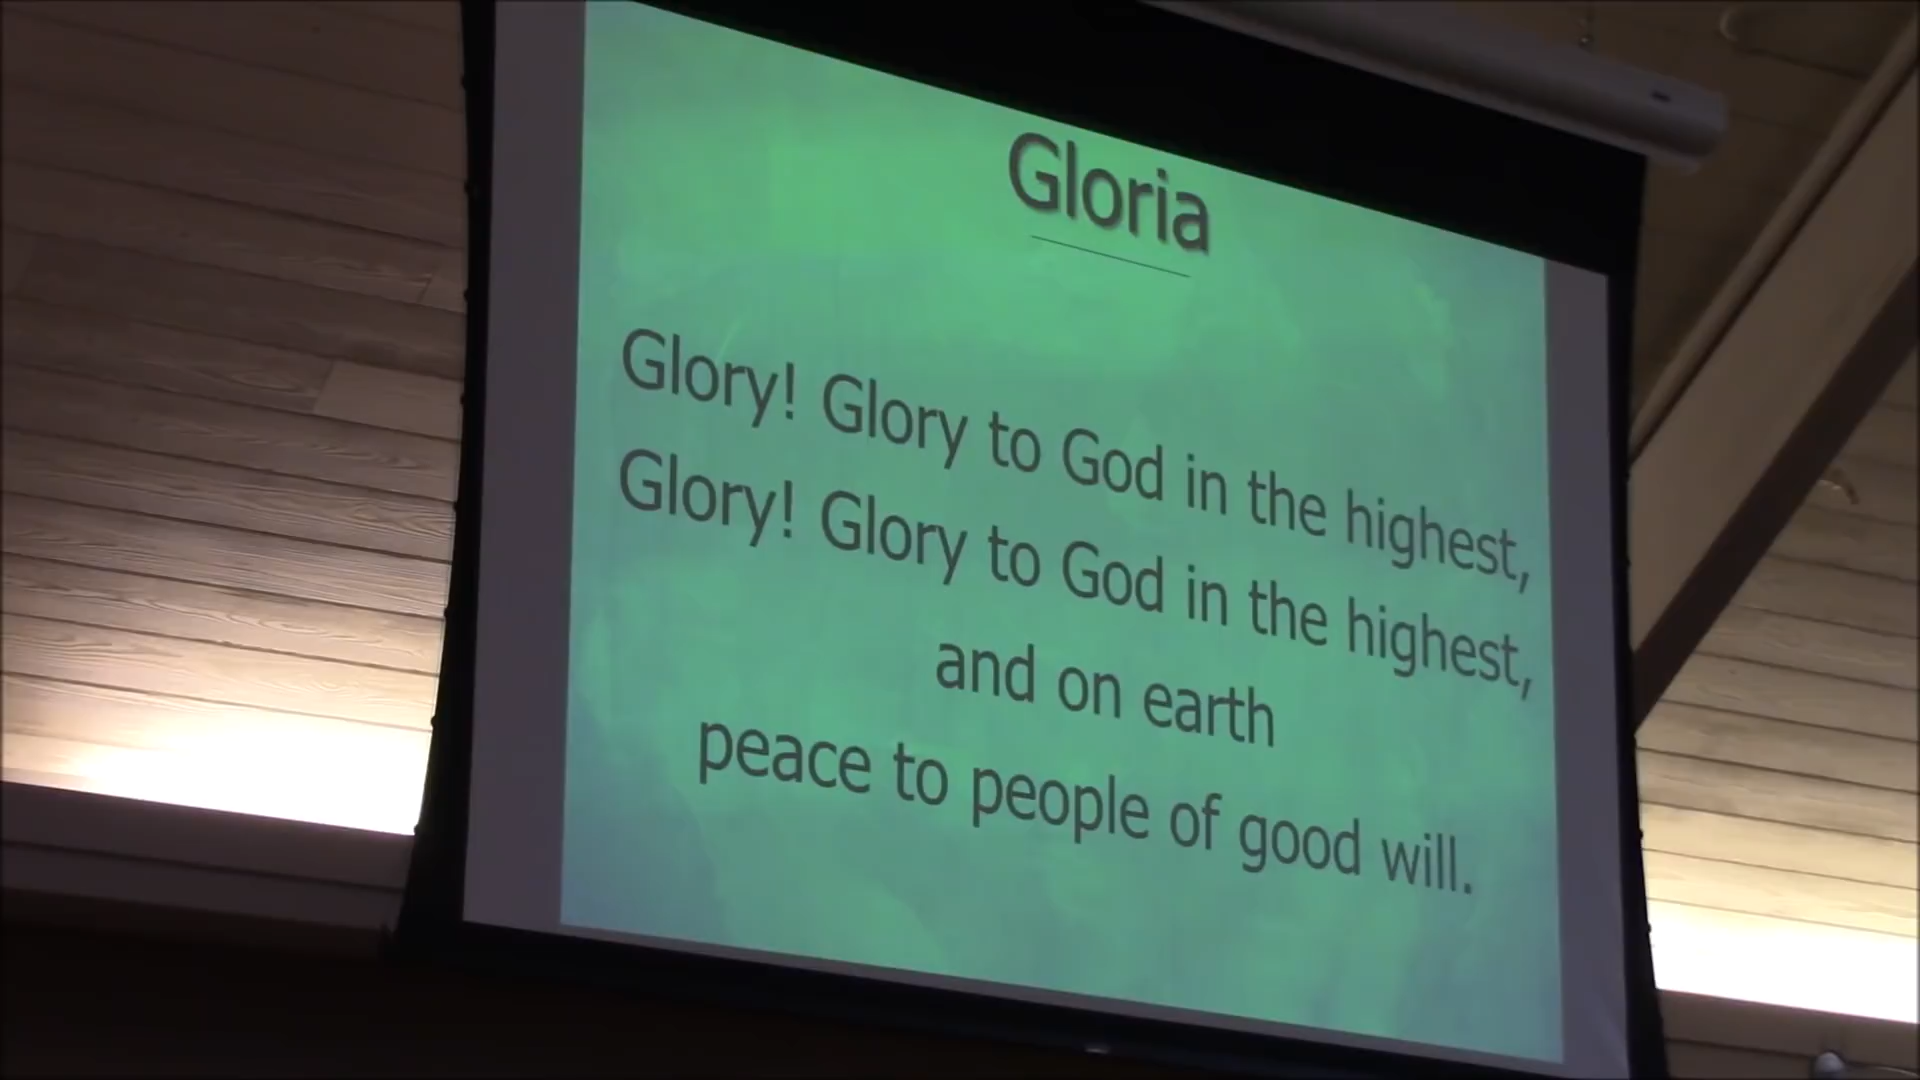 Gloria
Glory! Glory to God in the highest,
Glory! Glory to God in the highest,
and on earth
peace to people of good will.